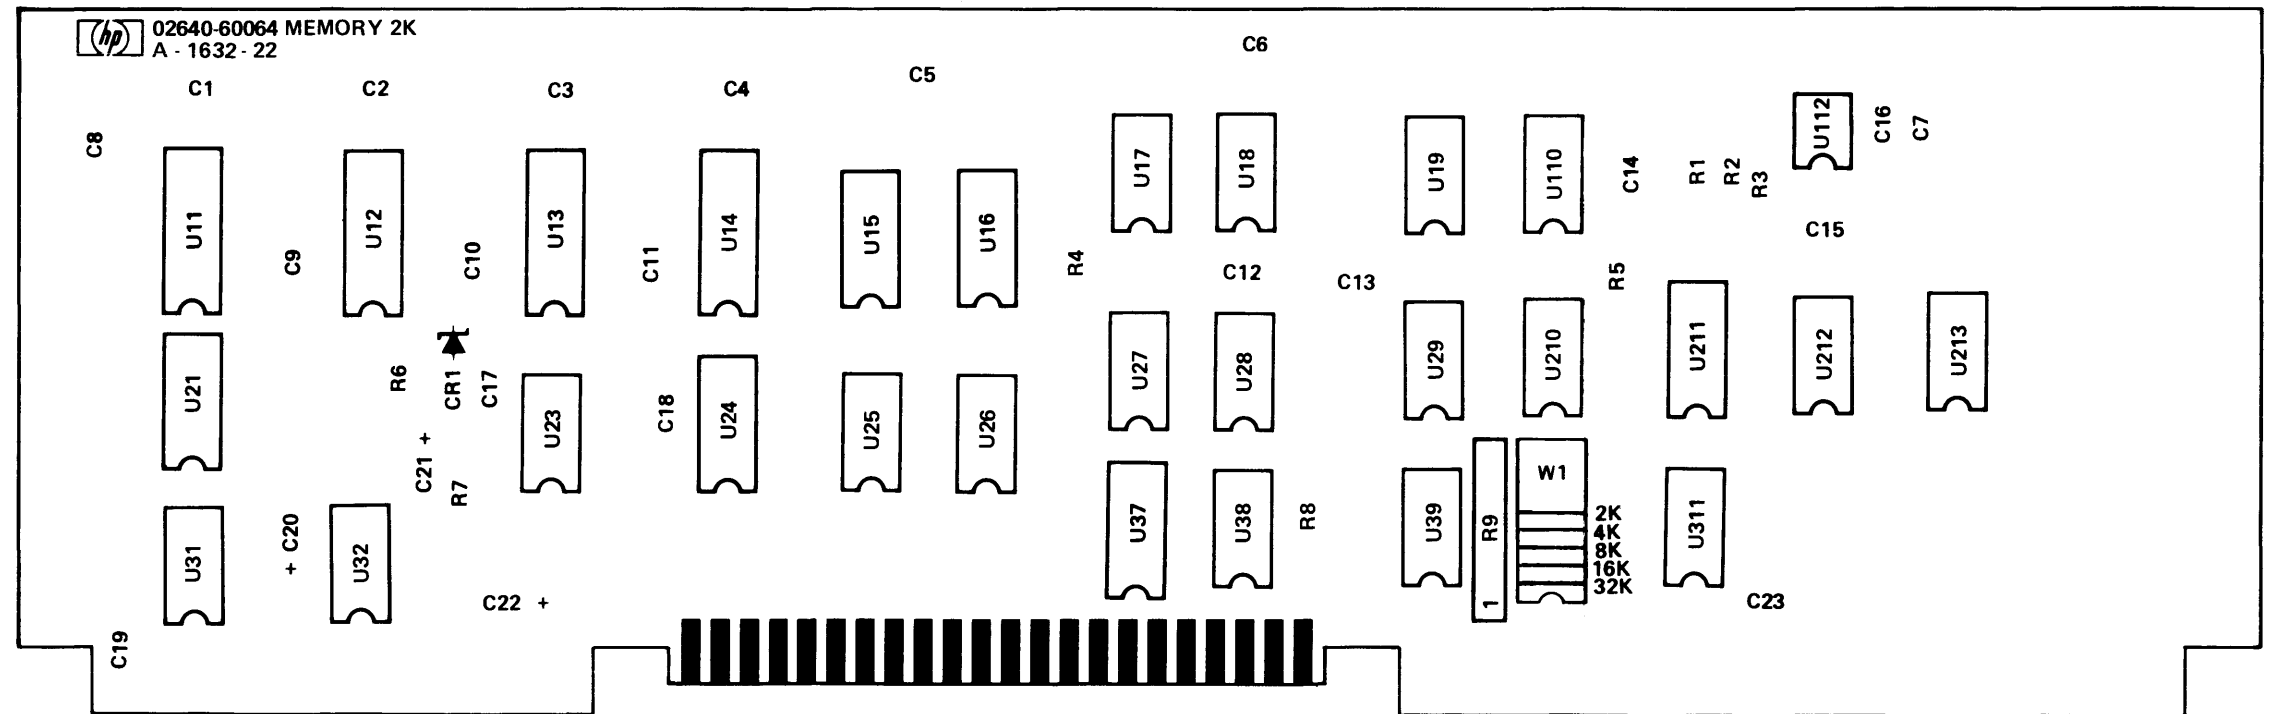 hp 02640-60064 MEMORY 2K
A - 1632 - 22
C6
C5
C1 C2 C3 C4
C8
U112 C16 C7
U17 U18 U19 U110 C14 R1 R2 R3
U11 U12 U13 U14 U15 U16
C15
C9 C10 C11 R4 C12 C13 R5
U21 R6 CR1 C17 U27 U28 U29 U210 U211 U212 U213
C18 U23 U24 U25 U26
C21 +
R7
W1
+ C20
U31 U32 U37 U38 R8 U39 R9 U311
2K
4K
8K
16K
32K
C22 +
1
C23
C19